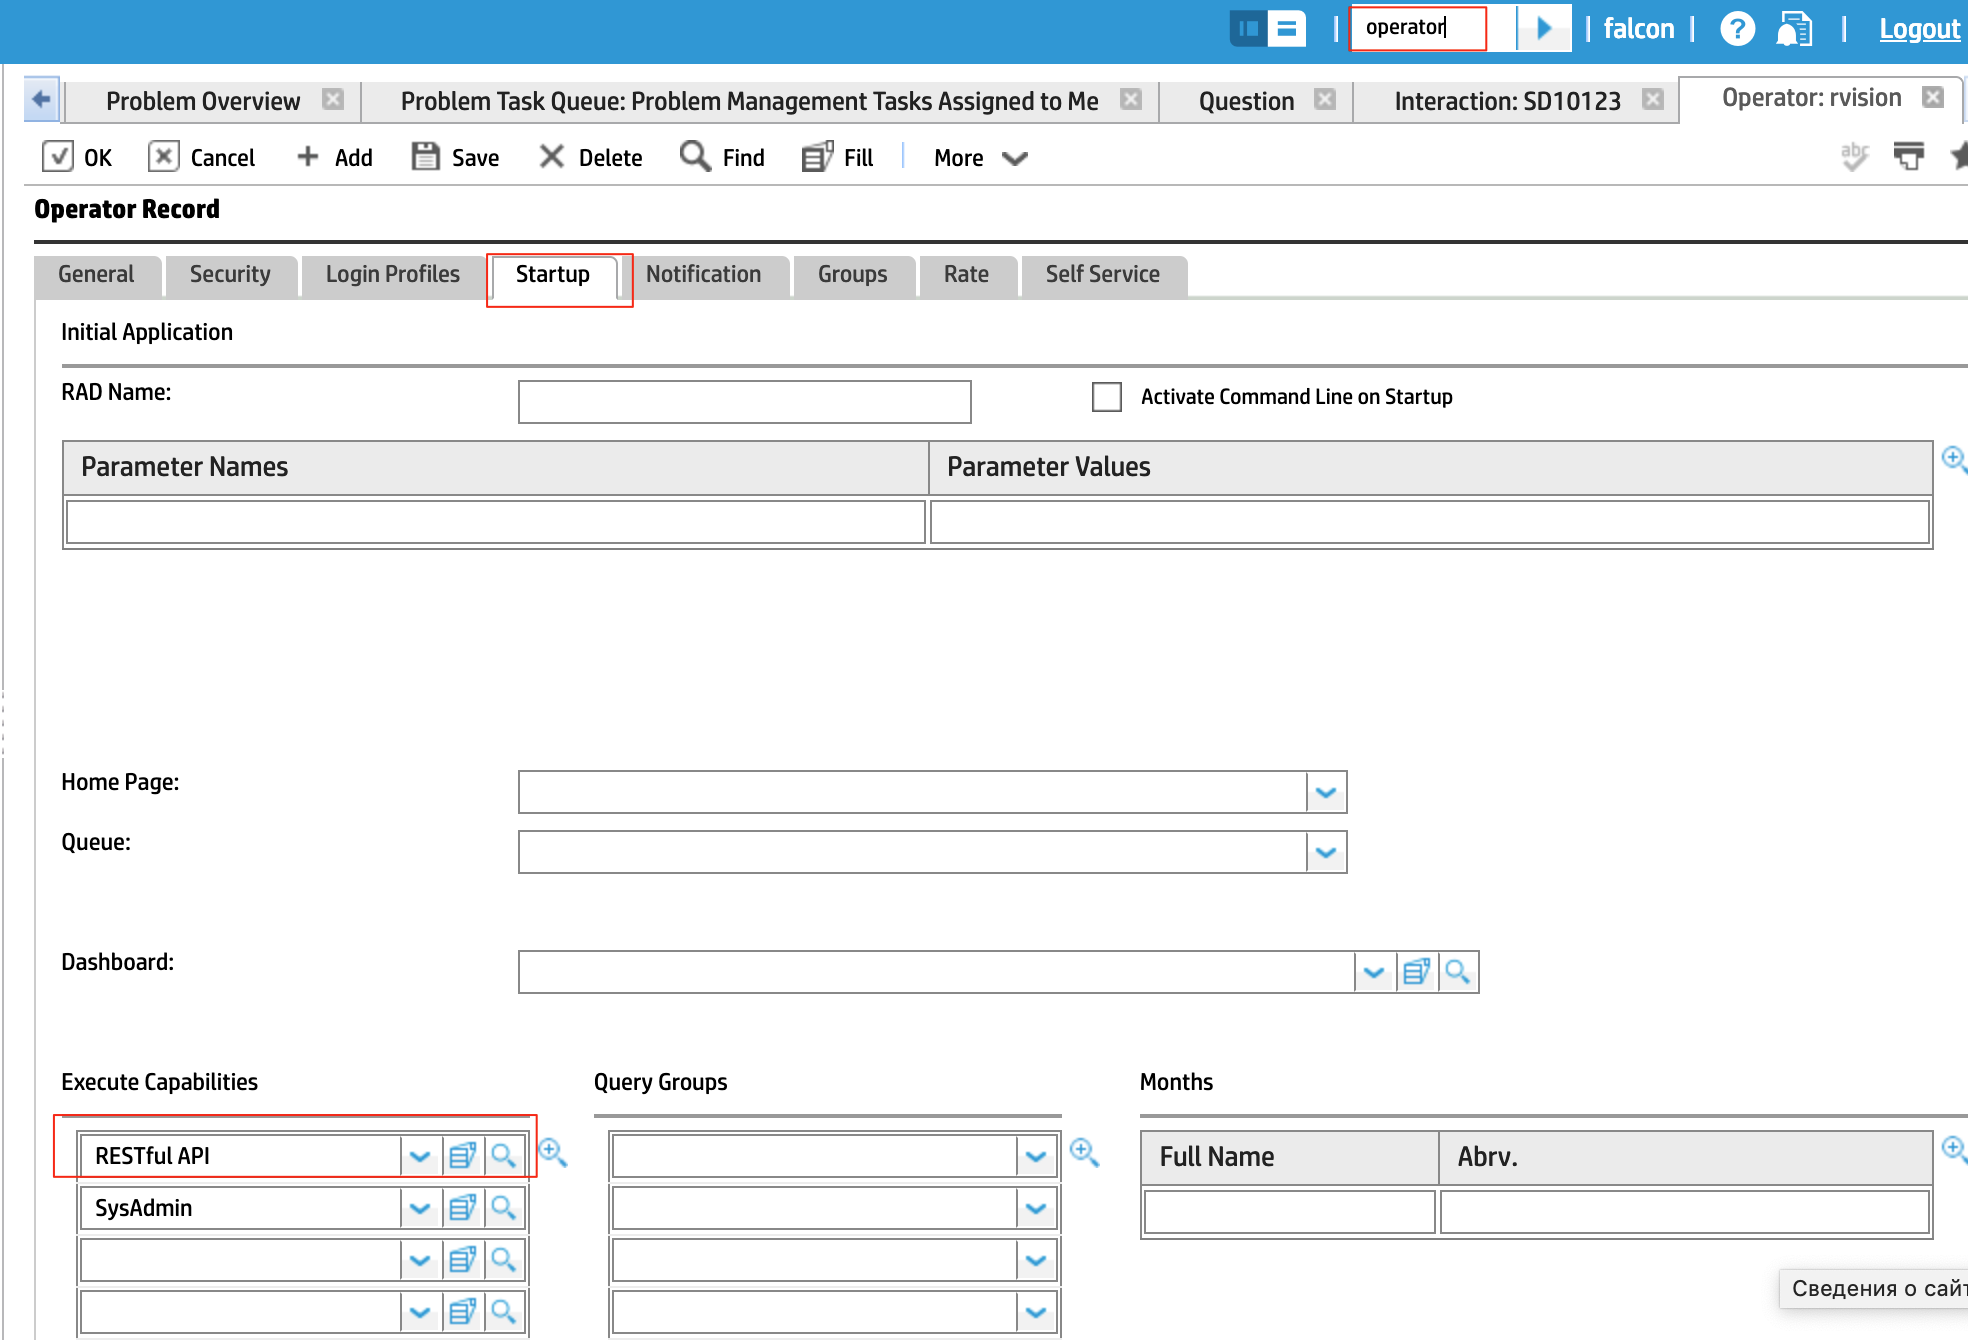 operator
falcon
Logout
Problem Overview
Problem Task Queue: Problem Management Tasks Assigned to Me
Question
Interaction: SD10123
Operator: rvision
OK
Cancel
Add
Save
Delete
Find
Fill
More
abc
Operator Record
General
Security
Login Profiles
Startup
Notification
Groups
Rate
Self Service
Initial Application
RAD Name:
Activate Command Line on Startup
Parameter Names
Parameter Values
Home Page:
Queue:
Dashboard:
Execute Capabilities
Query Groups
Months
RESTful API
Full Name
Abrv.
SysAdmin
Сведения о сайт